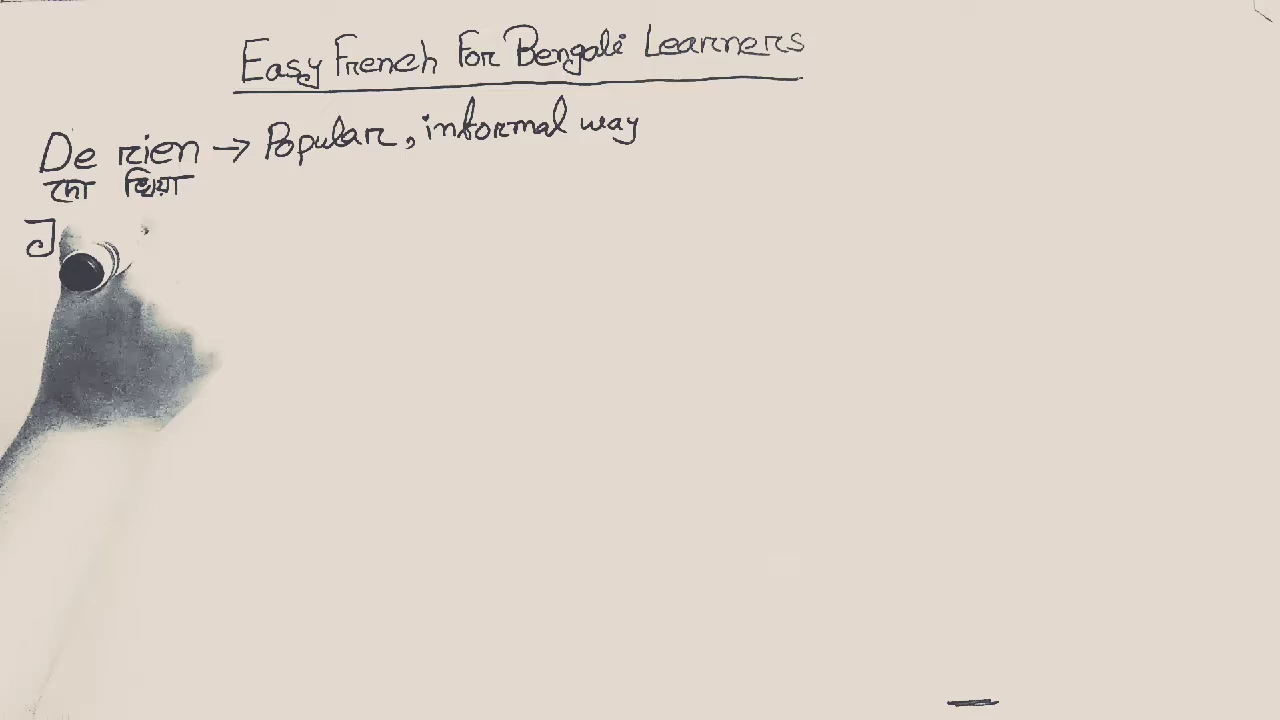 Easy French For Bengali Learners
De rien → Popular, informal way
দো খিয়া
J